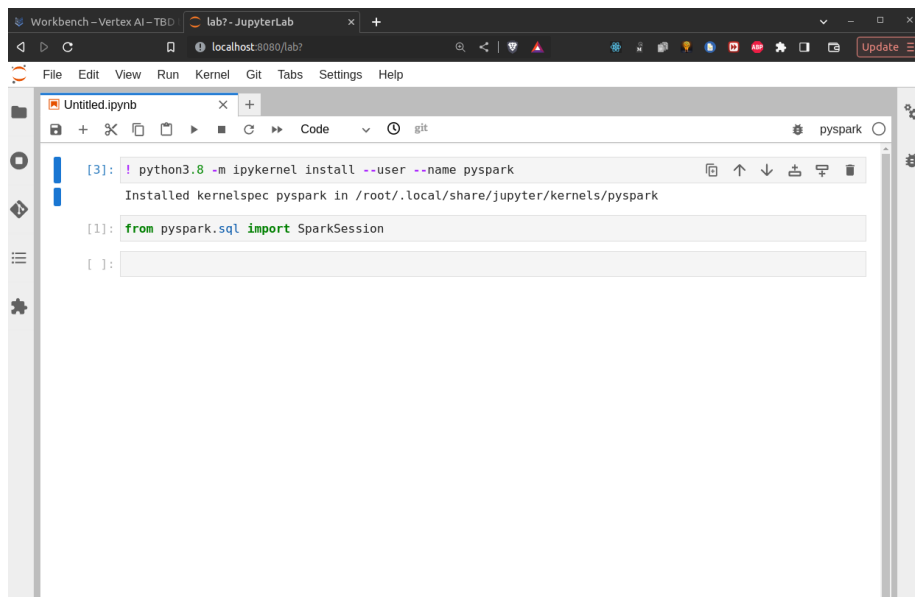 Workbench – Vertex AI – TBD
lab? - JupyterLab
localhost:8080/lab?
Update
File Edit View Run Kernel Git Tabs Settings Help
Untitled.ipynb
Code
git
pyspark
[3]: ! python3.8 -m ipykernel install --user --name pyspark
Installed kernelspec pyspark in /root/.local/share/jupyter/kernels/pyspark
[1]: from pyspark.sql import SparkSession
[ ]: